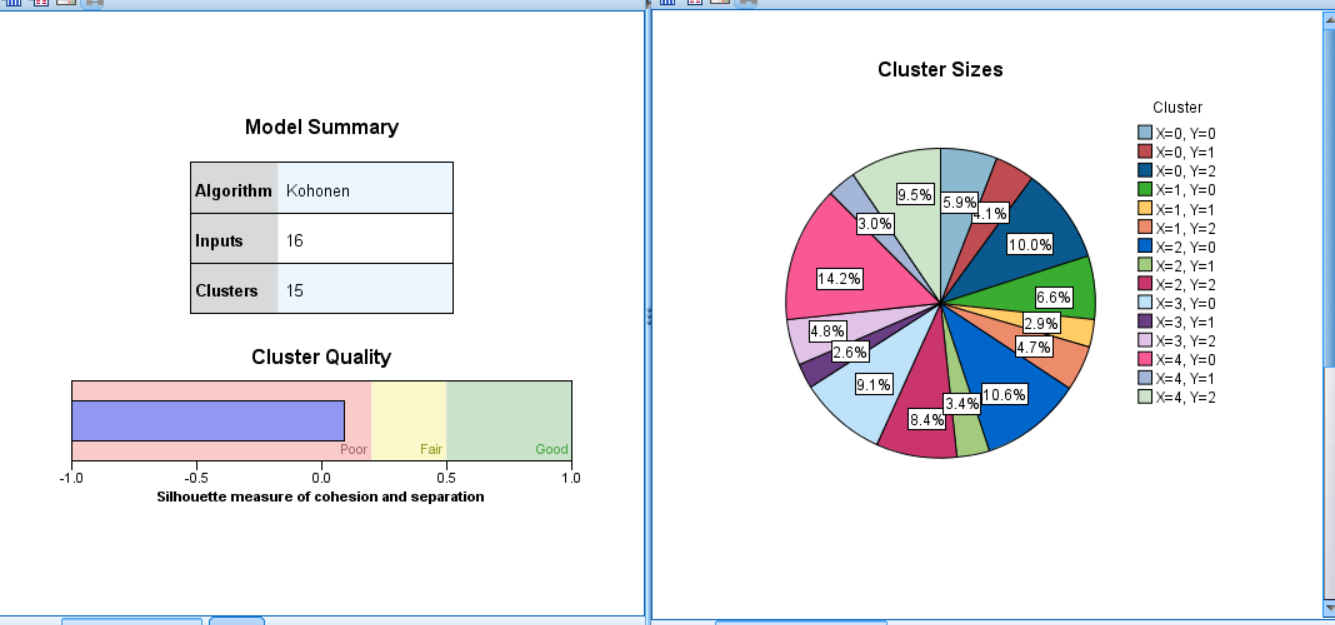 Model Summary
Algorithm Kohonen
Inputs 16
Clusters 15
Cluster Quality
Poor Fair Good
-1.0 -0.5 0.0 0.5 1.0
Silhouette measure of cohesion and separation
Cluster Sizes
Cluster
X=0, Y=0
X=0, Y=1
X=0, Y=2
X=1, Y=0
X=1, Y=1
X=1, Y=2
X=2, Y=0
X=2, Y=1
X=2, Y=2
X=3, Y=0
X=3, Y=1
X=3, Y=2
X=4, Y=0
X=4, Y=1
X=4, Y=2
5.9%
4.1%
10.0%
6.6%
2.9%
4.7%
10.6%
3.4%
8.4%
9.1%
2.6%
4.8%
14.2%
3.0%
9.5%